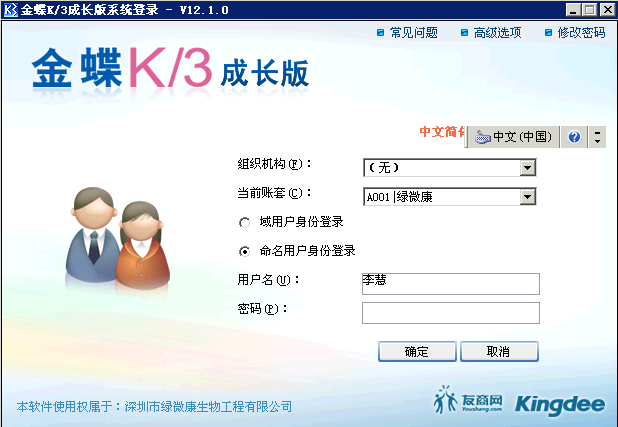 金蝶K/3成长版系统登录 - V12.1.0
常见问题 高级选项 修改密码
金蝶K/3成长版
中文简 中文(中国)
组织机构(F)： （无）
当前账套(C)： A001|绿微康
域用户身份登录
命名用户身份登录
用户名(U)： 李慧
密码(P)：
确定 取消
本软件使用权属于：深圳市绿微康生物工程有限公司 友商网 Youshang.com Kingdee